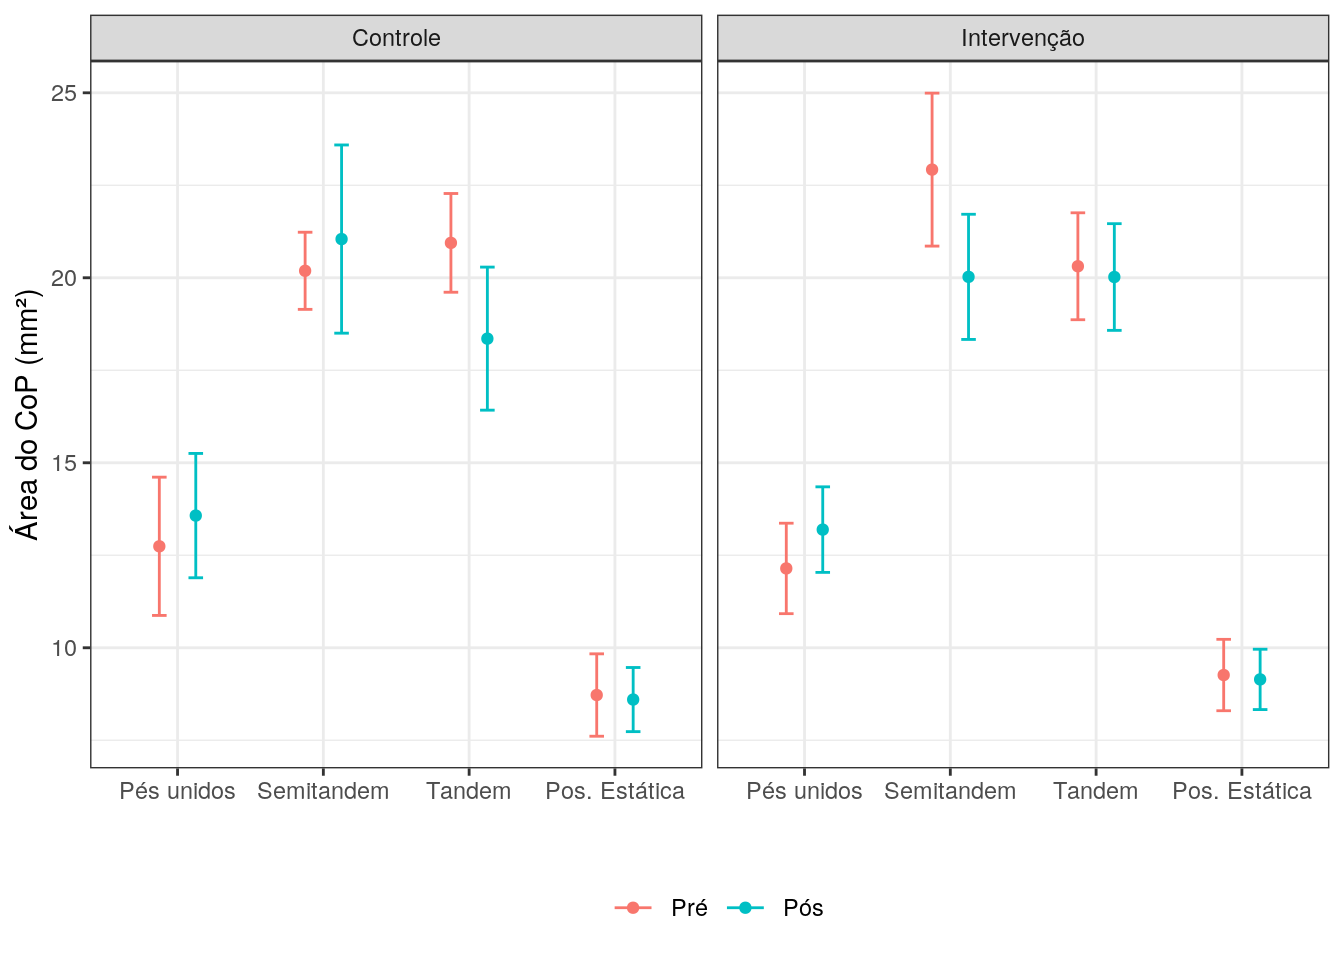 Controle
Intervenção
Área do CoP (mm²)
25
20
15
10
Pés unidos Semitandem Tandem Pos. Estática
Pés unidos Semitandem Tandem Pos. Estática
Pré Pós